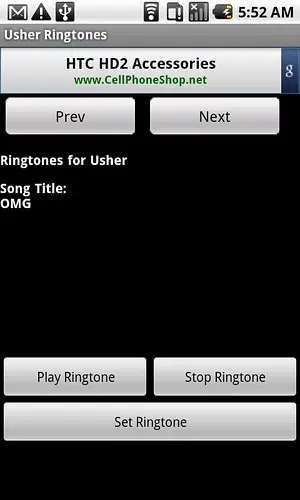 5:52 AM
Usher Ringtones
HTC HD2 Accessories
www.CellPhoneShop.net
g
Prev
Next
Ringtones for Usher
Song Title:
OMG
Play Ringtone
Stop Ringtone
Set Ringtone